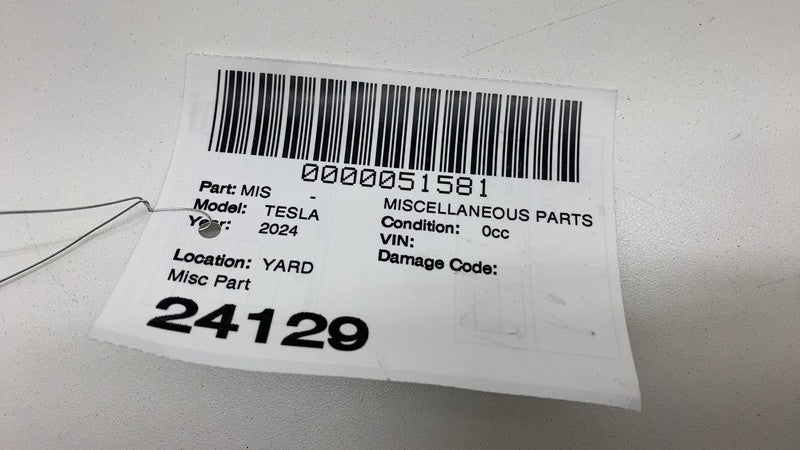 0000051581
Part: MIS - MISCELLANEOUS PARTS
Model: TESLA Condition: 0cc
Year: 2024 VIN:
Location: YARD Damage Code:
Misc Part
24129